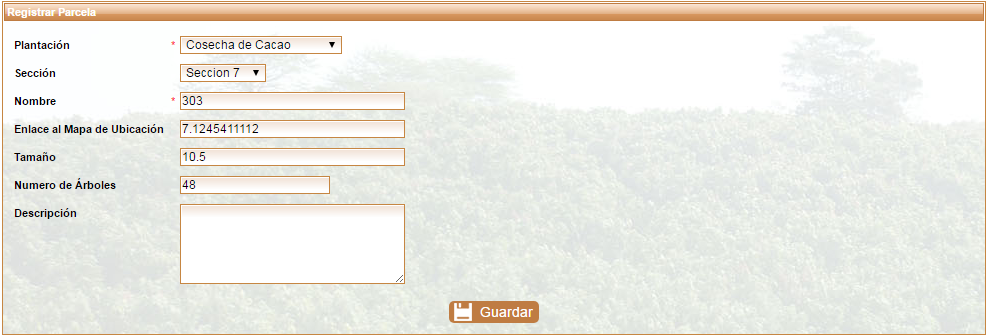 Registrar Parcela
Plantación * Cosecha de Cacao
Sección Seccion 7
Nombre * 303
Enlace al Mapa de Ubicación 7.1245411112
Tamaño 10.5
Numero de Árboles 48
Descripción
Guardar